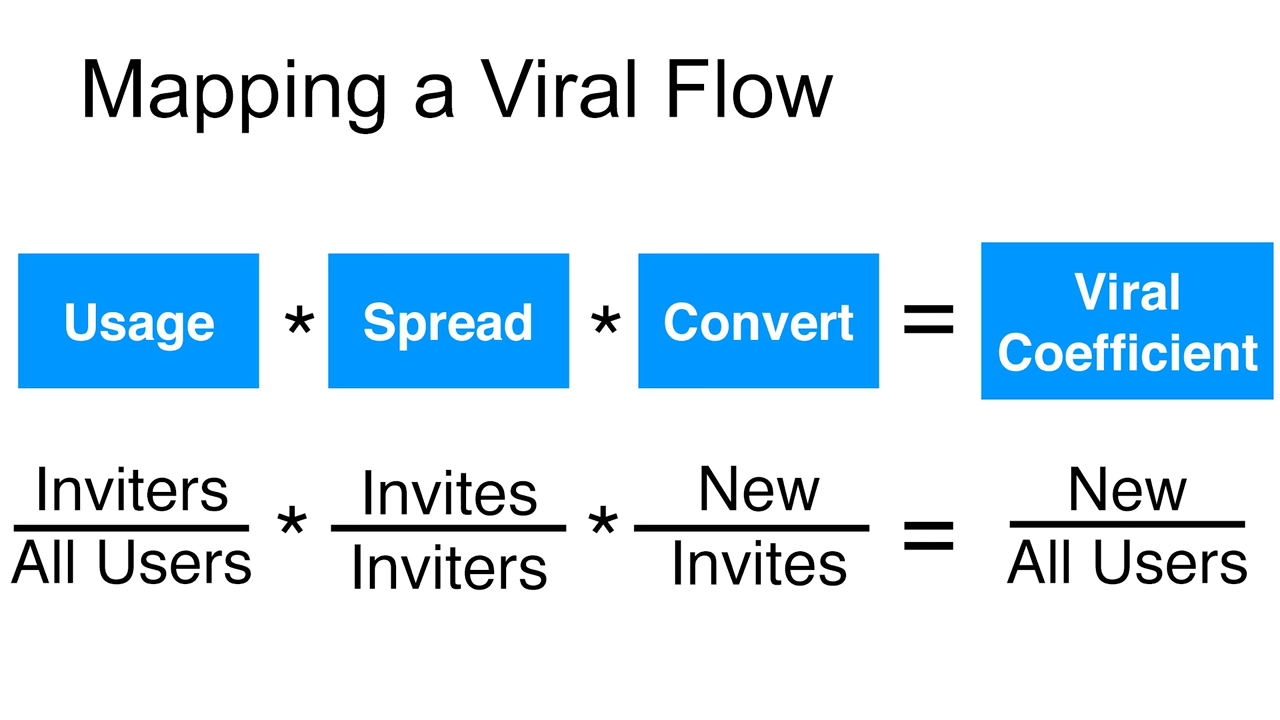 Mapping a Viral Flow
Usage * Spread * Convert = Viral Coefficient
Inviters * Invites * New = New
All Users Inviters Invites All Users